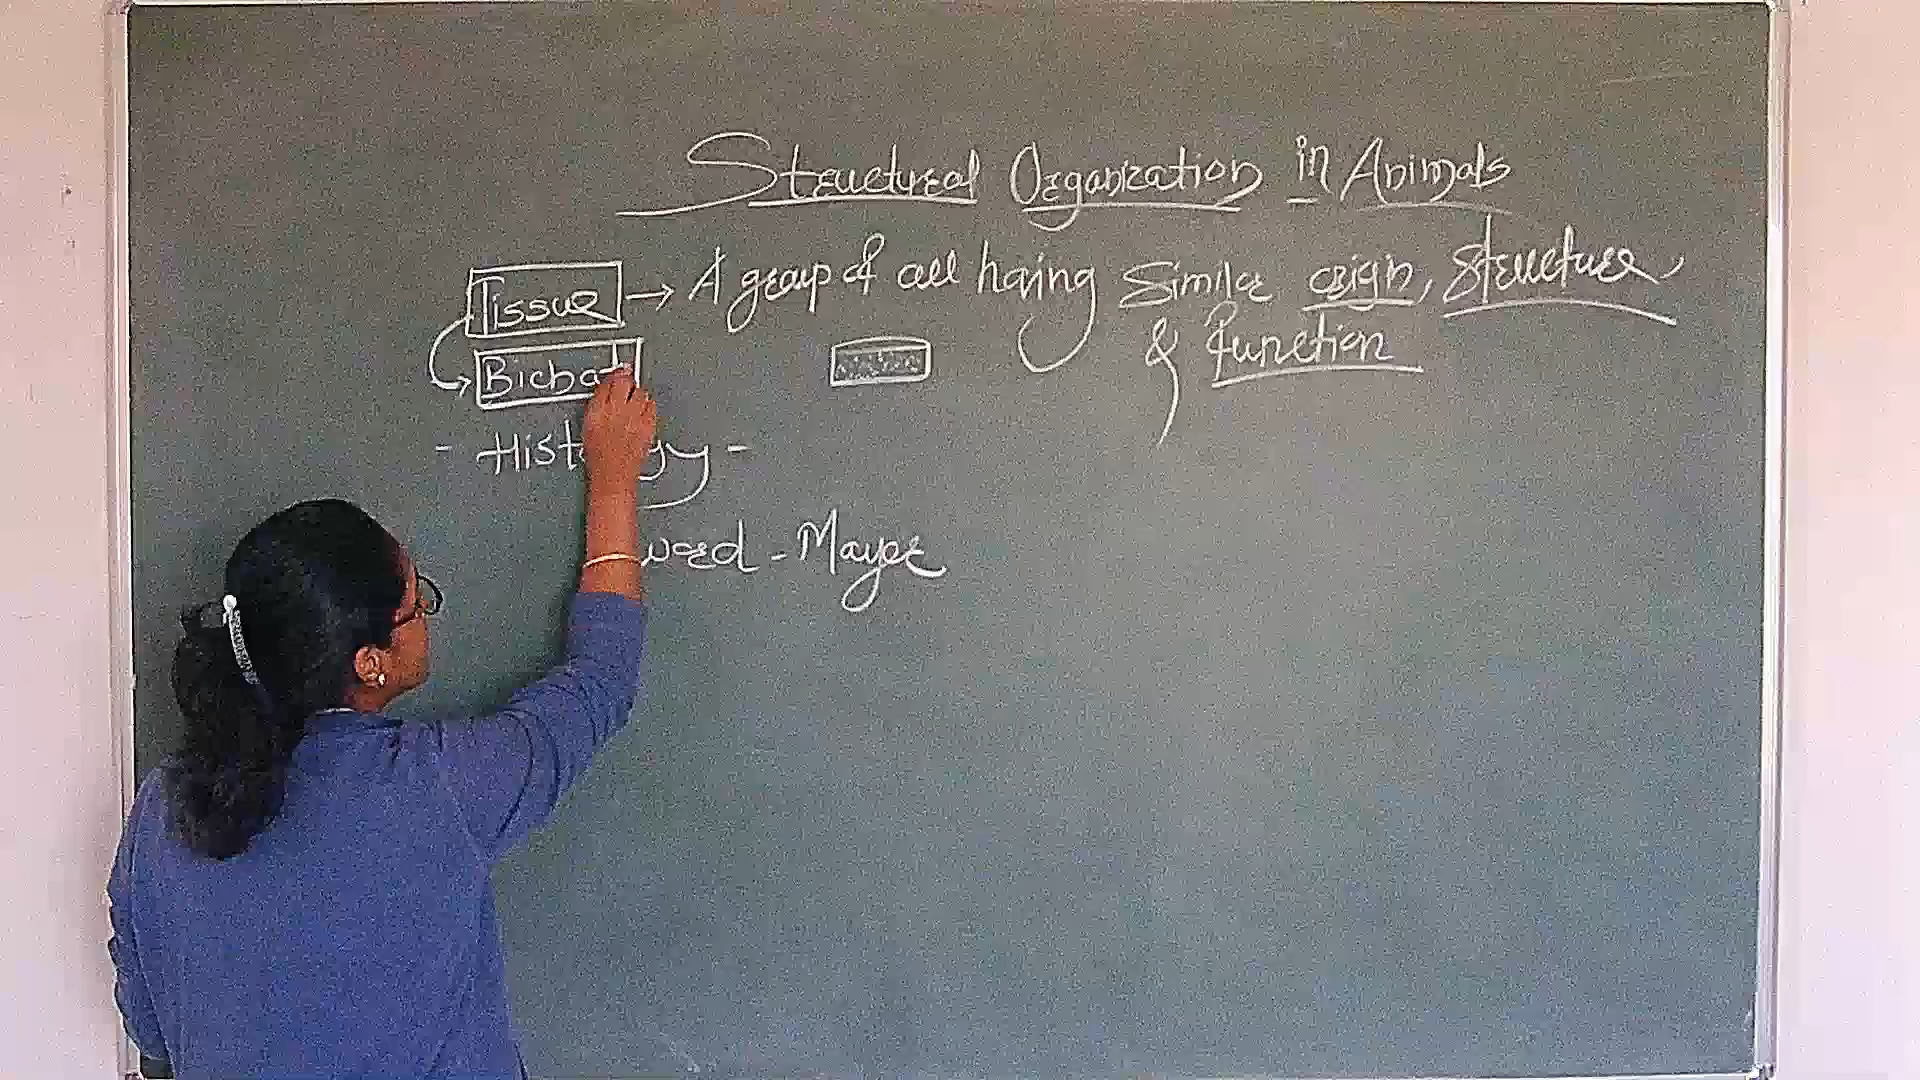 Structural Organization in Animals
Tissue → A group of cell having Similar origin, Structure,
& function
Bichat
- Histology -
- Mayer